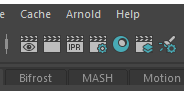 e Cache Arnold Help
IPR
Bifrost MASH Motion